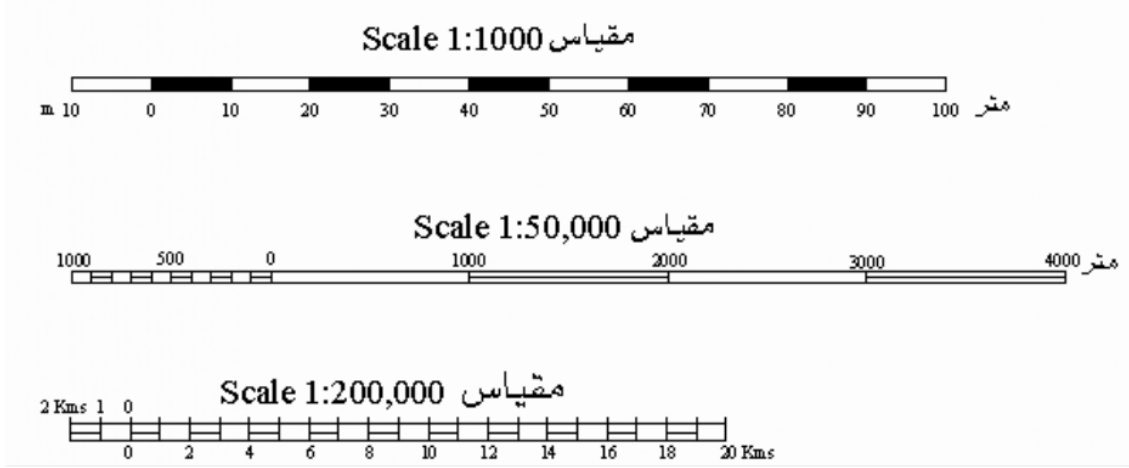 Scale 1:1000 مقياس
m 10 0 10 20 30 40 50 60 70 80 90 100 متر
Scale 1:50,000 مقياس
1000 500 0 1000 2000 3000 4000 متر
Scale 1:200,000 مقياس
2 Kms 1 0
0 2 4 6 8 10 12 14 16 18 20 Kms